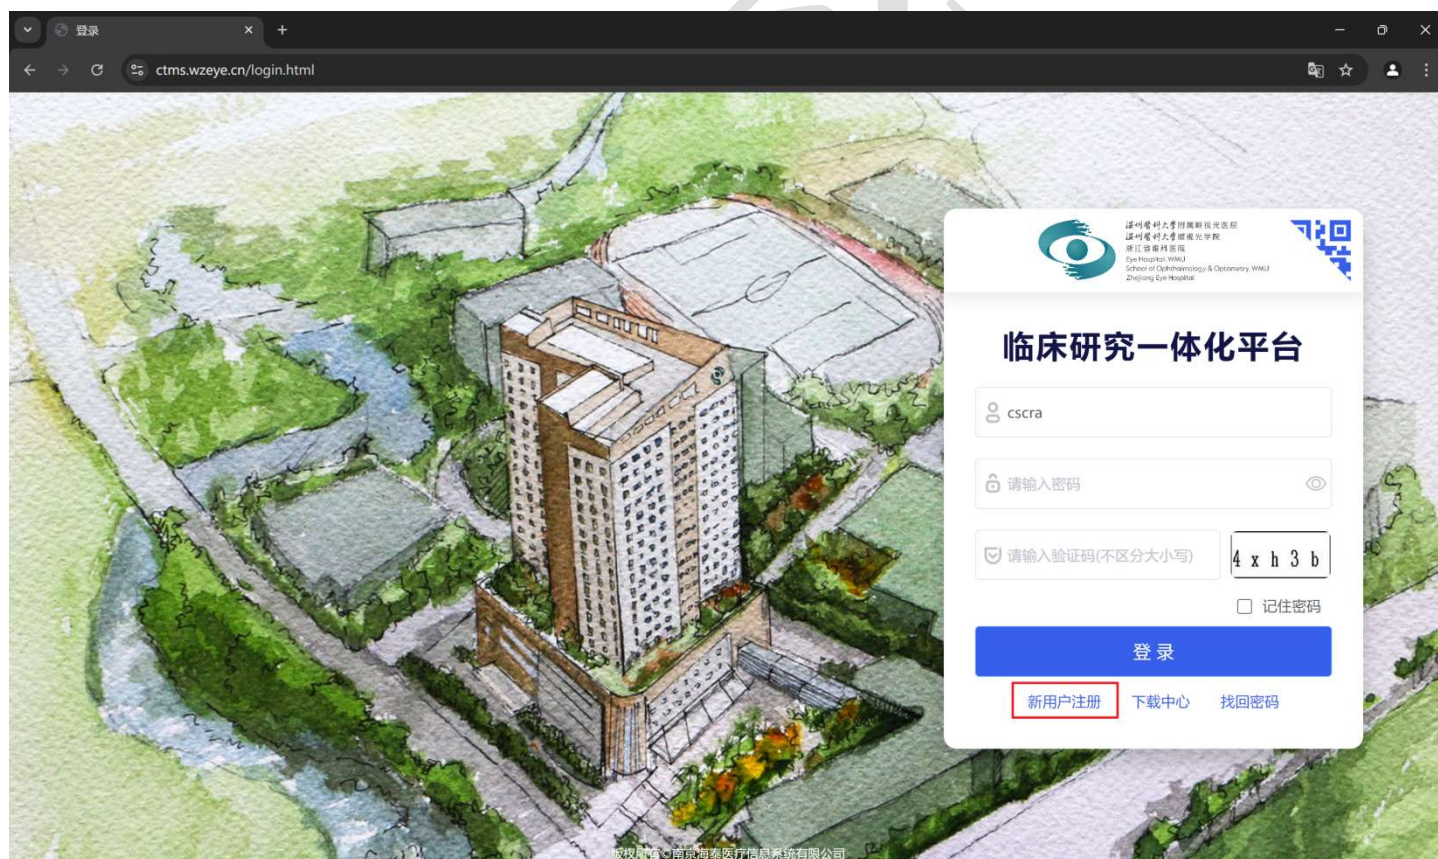 登录
ctms.wzeye.cn/login.html
温州医科大学附属眼视光医院
温州医科大学眼视光学院
浙江省眼科医院
Eye Hospital, WMU
School of Ophthalmology & Optometry WMU
Zhejiang Eye Hospital
临床研究一体化平台
cscra
请输入密码
请输入验证码(不区分大小写)
4 x h 3 b
记住密码
登 录
新用户注册 下载中心 找回密码
版权所有©南京海泰医疗信息系统有限公司